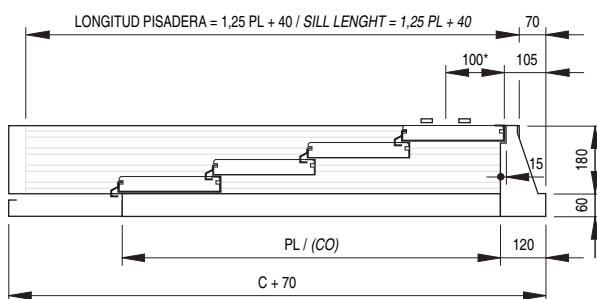 LONGITUD PISADERA = 1,25 PL + 40 / SILL LENGHT = 1,25 PL + 40
70
100*
105
15
180
60
PL / (CO)
120
C + 70